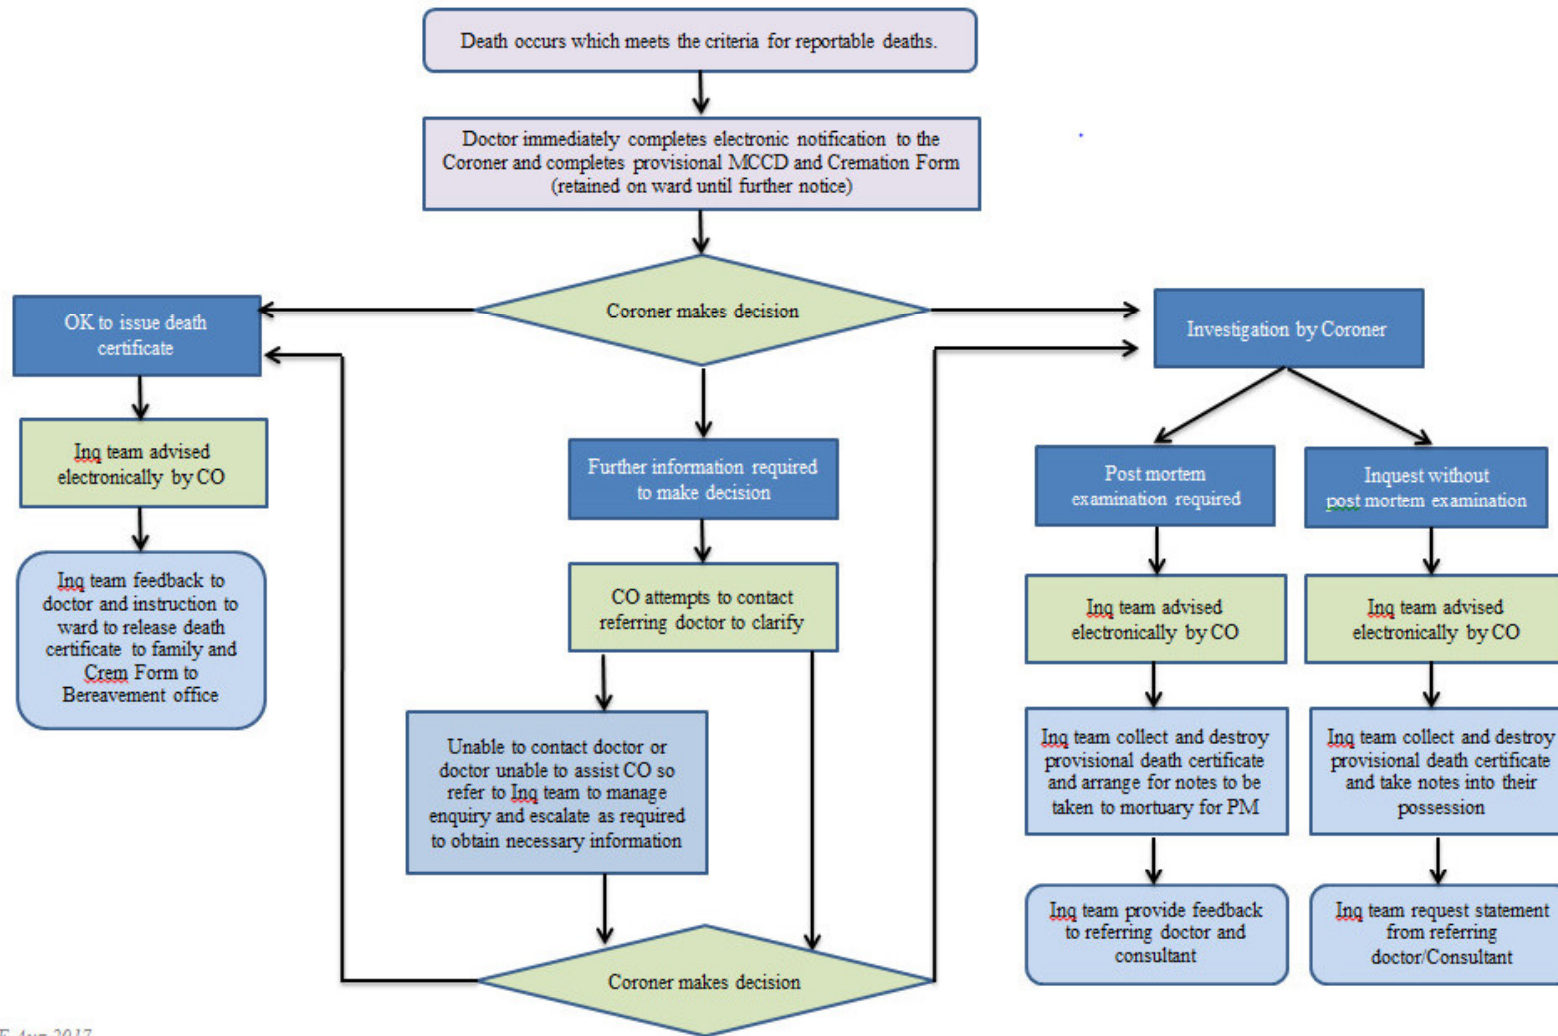 Death occurs which meets the criteria for reportable deaths.
Doctor immediately completes electronic notification to the
Coroner and completes provisional MCCD and Cremation Form
(retained on ward until further notice)
Coroner makes decision
OK to issue death
certificate
Inq team advised
electronically by CO
Inq team feedback to
doctor and instruction to
ward to release death
certificate to family and
Crem Form to
Bereavement office
Further information required
to make decision
CO attempts to contact
referring doctor to clarify
Unable to contact doctor or
doctor unable to assist CO so
refer to Inq team to manage
enquiry and escalate as required
to obtain necessary information
Coroner makes decision
Investigation by Coroner
Post mortem
examination required
Inq team advised
electronically by CO
Inq team collect and destroy
provisional death certificate
and arrange for notes to be
taken to mortuary for PM
Inq team provide feedback
to referring doctor and
consultant
Inquest without
post mortem examination
Inq team advised
electronically by CO
Inq team collect and destroy
provisional death certificate
and take notes into their
possession
Inq team request statement
from referring
doctor/Consultant
Aug 2017